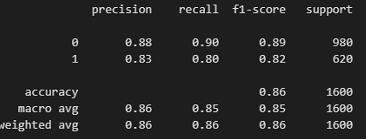 precision recall f1-score support
0 0.88 0.90 0.89 980
1 0.83 0.80 0.82 620
accuracy 0.86 1600
macro avg 0.86 0.85 0.85 1600
weighted avg 0.86 0.86 0.86 1600